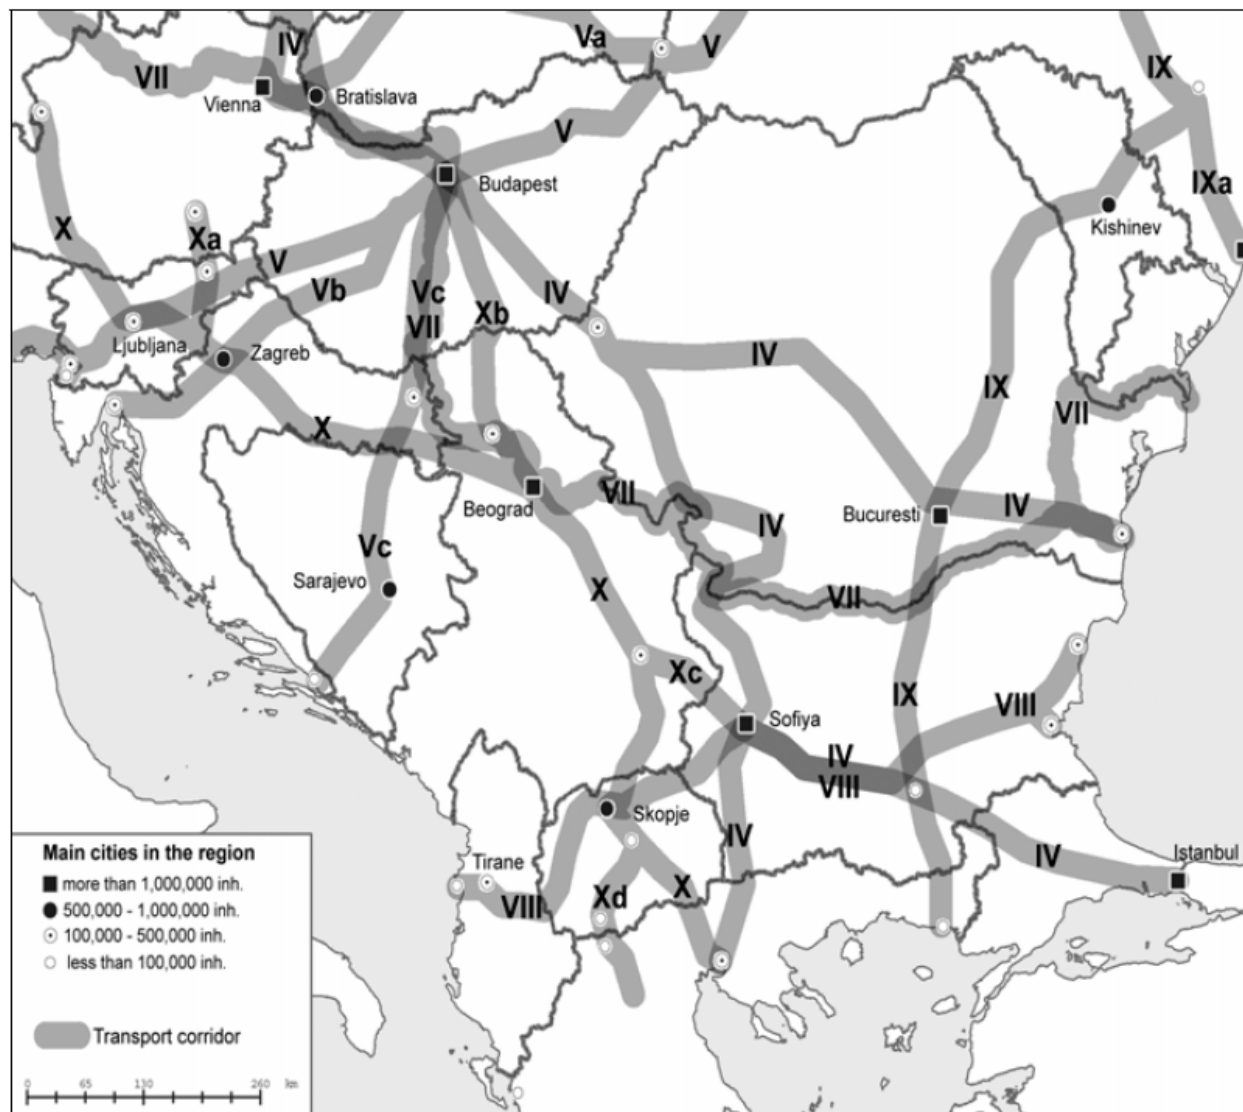 IV
Va
V
VII
IX
Vienna
Bratislava
V
Budapest
IXa
X
Xa
V
Kishinev
Vb
Vc
Xb
IV
VII
Ljubljana
Zagreb
IV
IX
VII
X
VII
Beograd
IV
Bucuresti
IV
Vc
Sarajevo
X
VII
Xc
IX
VIII
Sofiya
IV
VIII
Skopje
IV
IV
Istanbul
Tirane
VIII
Xd
X
Main cities in the region
more than 1,000,000 inh.
500,000 - 1,000,000 inh.
100,000 - 500,000 inh.
less than 100,000 inh.
Transport corridor
0 65 130 260 km